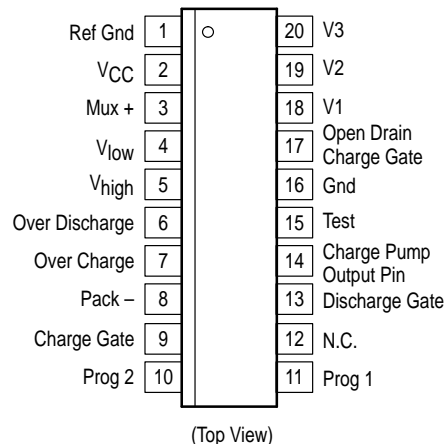 Ref Gnd 1 20 V3
VCC 2 19 V2
Mux + 3 18 V1
Vlow 4 17 Open Drain
Charge Gate
Vhigh 5 16 Gnd
Over Discharge 6 15 Test
Over Charge 7 14 Charge Pump
Output Pin
Pack – 8 13 Discharge Gate
Charge Gate 9 12 N.C.
Prog 2 10 11 Prog 1
(Top View)